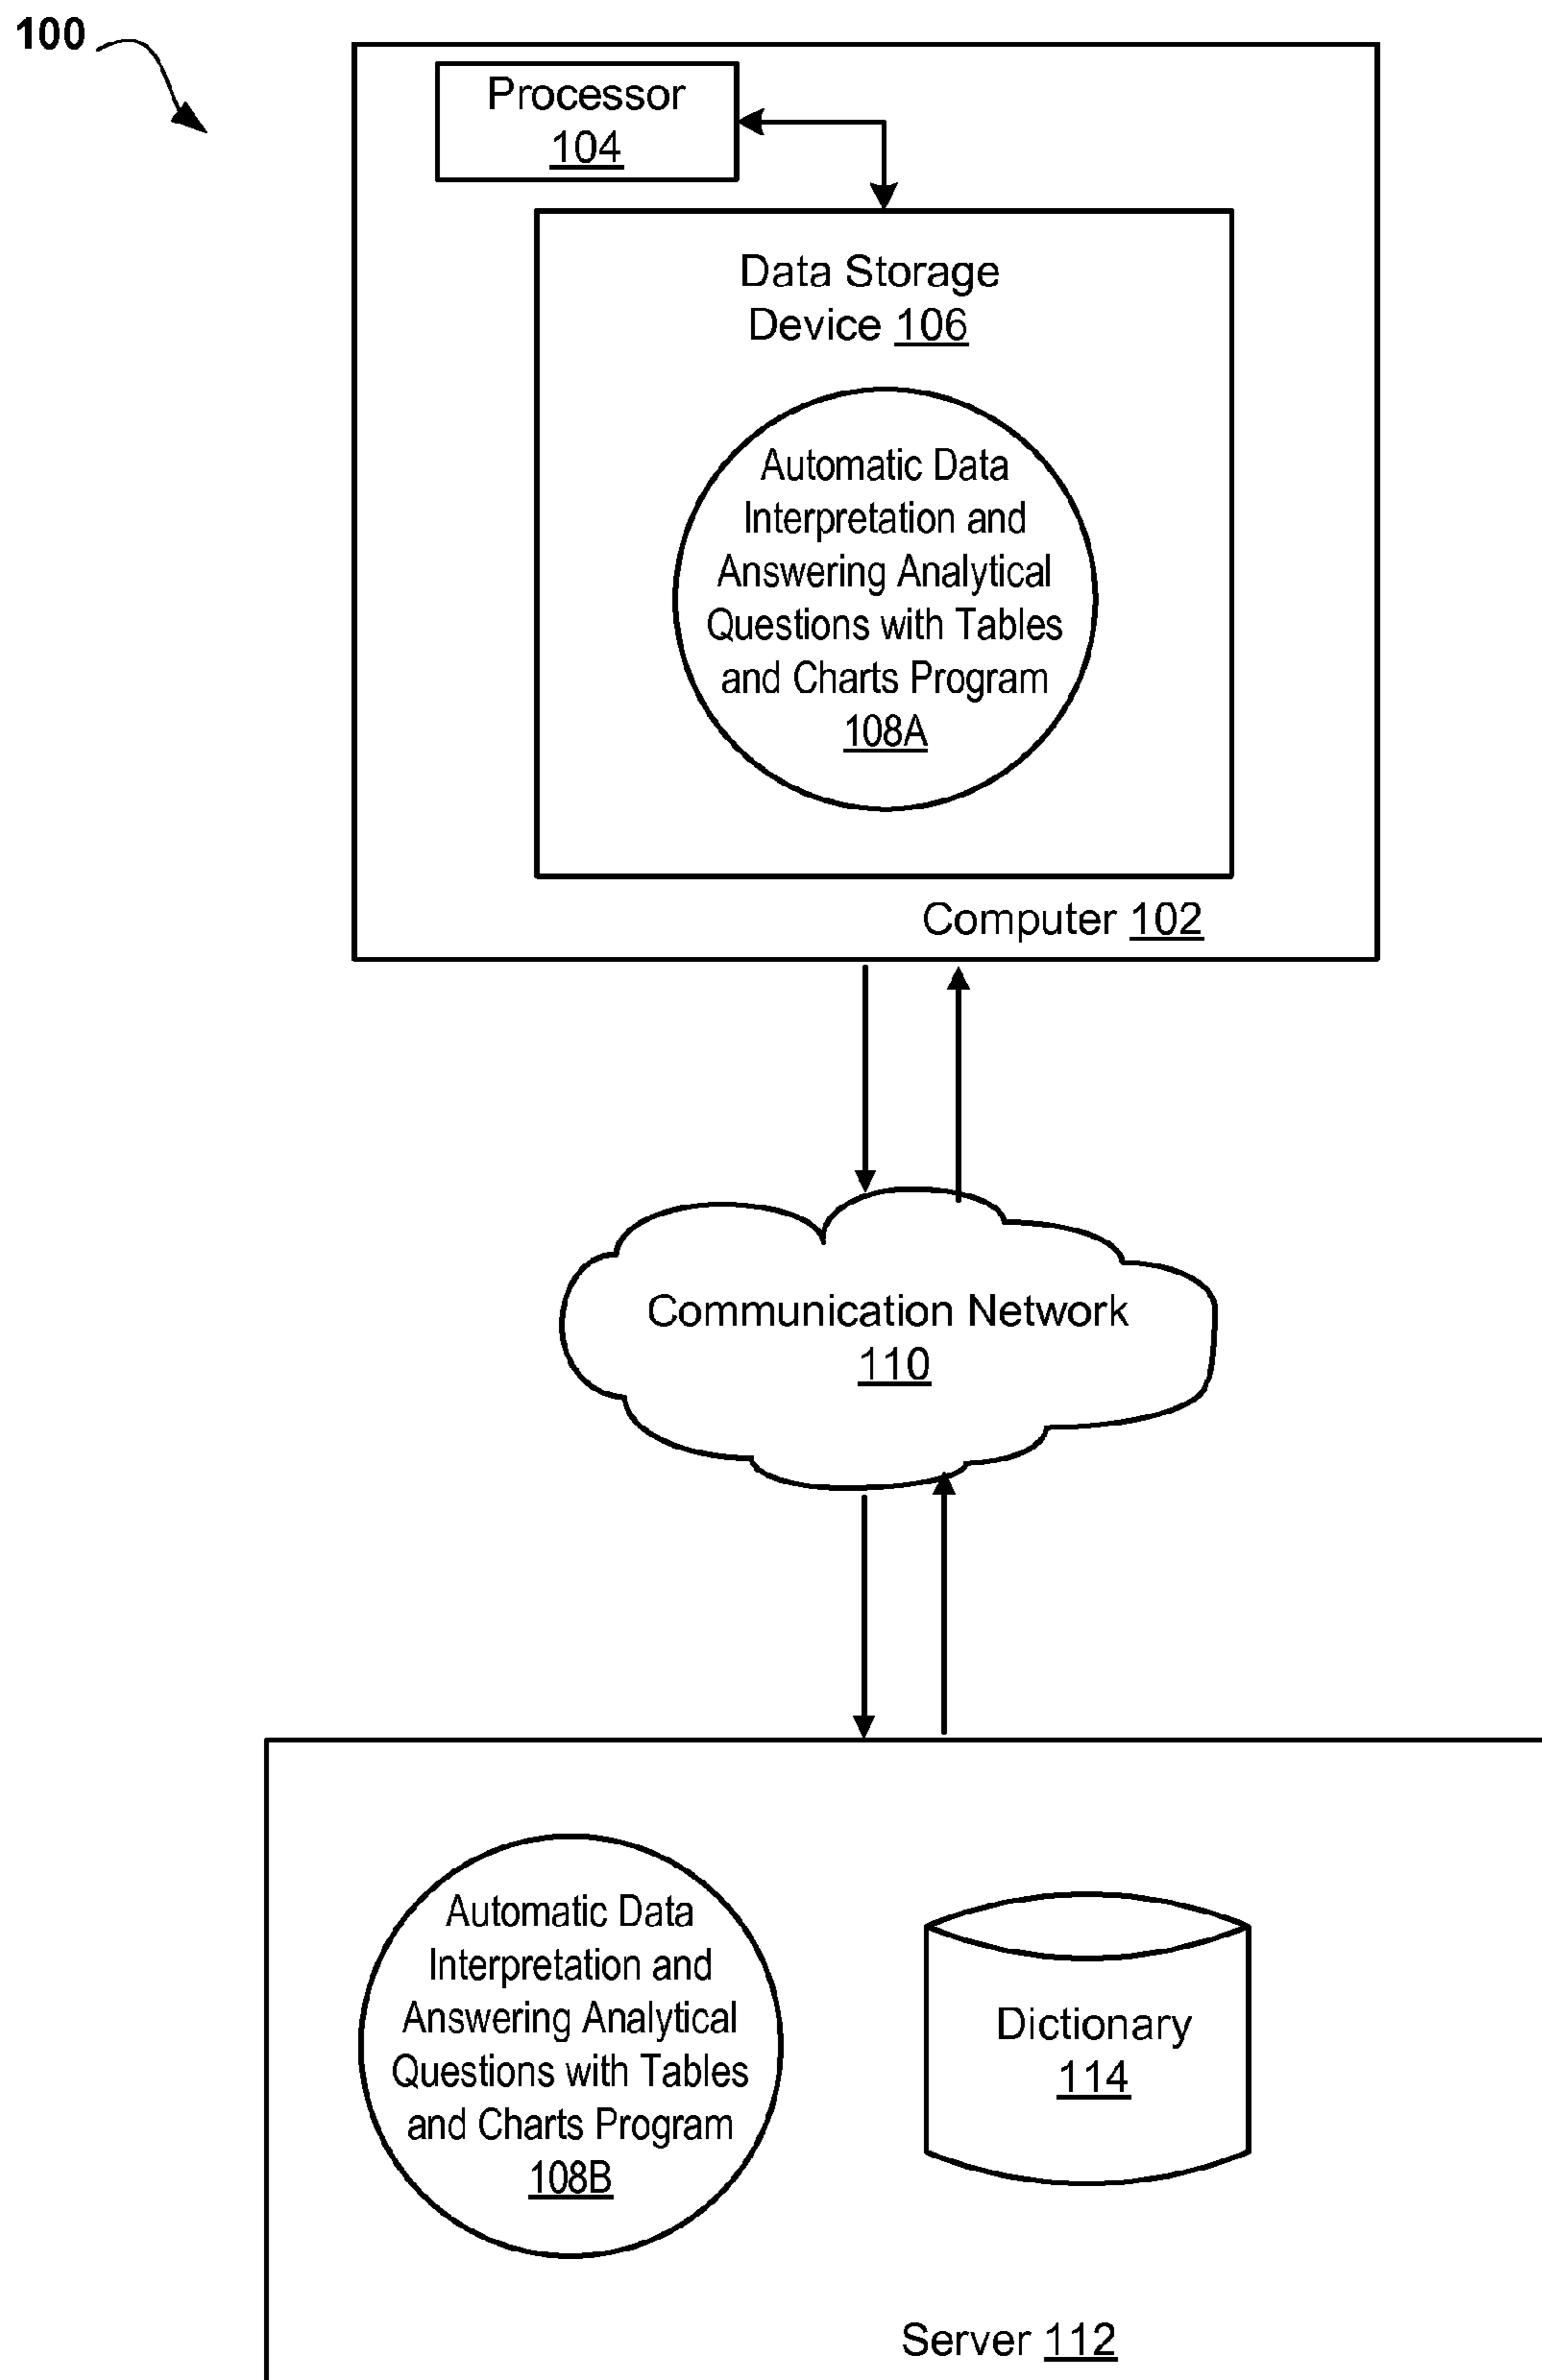 100
Processor
104
Data Storage
Device 106
Automatic Data
Interpretation and
Answering Analytical
Questions with Tables
and Charts Program
108A
Computer 102
Communication Network
110
Automatic Data
Interpretation and
Answering Analytical
Questions with Tables
and Charts Program
108B
Dictionary
114
Server 112